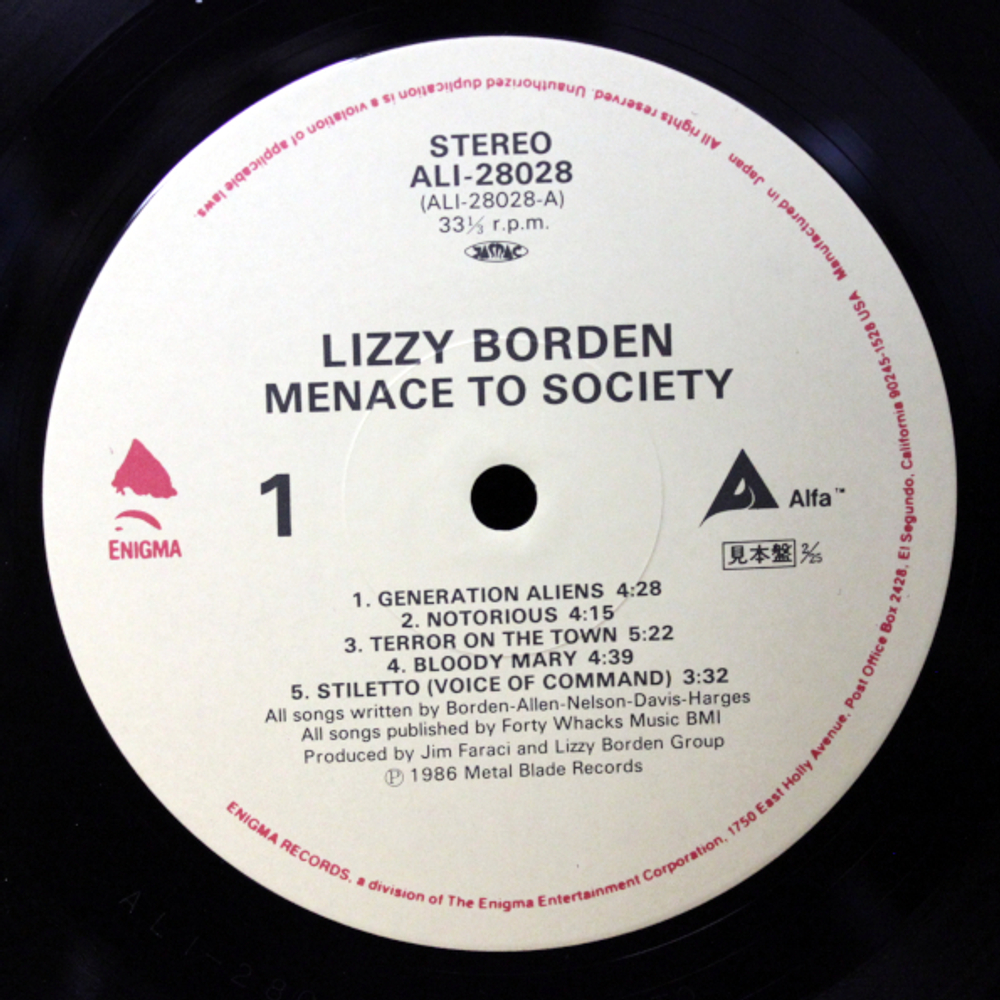 STEREO
ALI-28028
(ALI-28028-A)
33⅓ r.p.m.
JASRAC
LIZZY BORDEN
MENACE TO SOCIETY
1
ENIGMA
Alfa™
見本盤 2/25
1. GENERATION ALIENS 4:28
2. NOTORIOUS 4:15
3. TERROR ON THE TOWN 5:22
4. BLOODY MARY 4:39
5. STILETTO (VOICE OF COMMAND) 3:32
All songs written by Borden-Allen-Nelson-Davis-Harges
All songs published by Forty Whacks Music BMI
Produced by Jim Faraci and Lizzy Borden Group
℗ 1986 Metal Blade Records
ENIGMA RECORDS, a division of The Enigma Entertainment Corporation, 1750 East Holly Avenue, Post Office Box 2428, El Segundo, California 90245-1528 USA Manufactured in Japan All rights reserved. Unauthorized duplication is a violation of applicable laws.